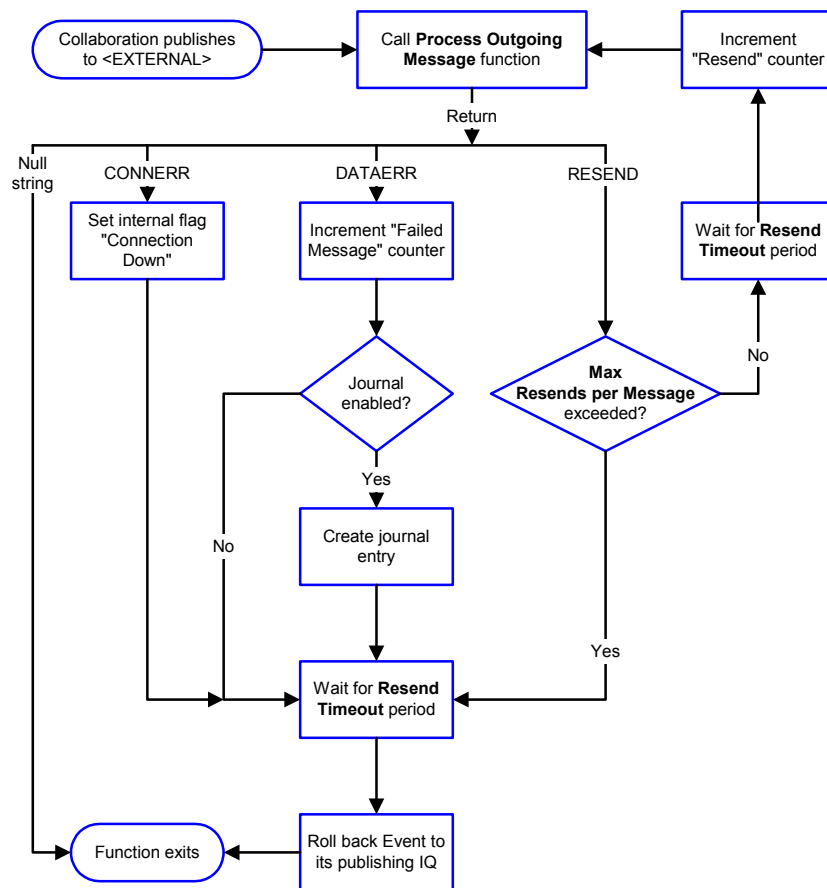 Collaboration publishes
to <EXTERNAL>
Call Process Outgoing
Message function
Increment
"Resend" counter
Return
Null
string
CONNERR
DATAERR
RESEND
Set internal flag
"Connection
Down"
Increment "Failed
Message" counter
Wait for Resend
Timeout period
No
Journal
enabled?
Max
Resends per Message
exceeded?
Yes
No
Create journal
entry
Yes
Wait for Resend
Timeout period
Function exits
Roll back Event to
its publishing IQ